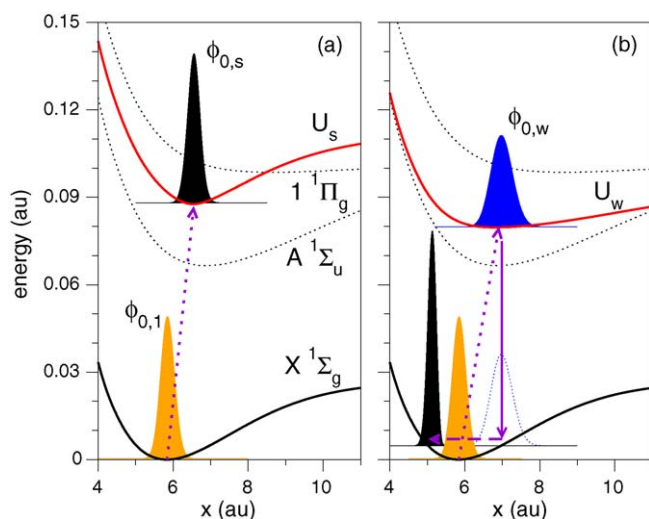 0.15
0.12
0.09
0.06
0.03
0
energy (au)
(a)
ϕ0,s
Us
1 ¹Πg
A ¹Σu
ϕ0,1
X ¹Σg
4 6 8 10
x (au)
(b)
ϕ0,w
Uw
4 6 8 10
x (au)